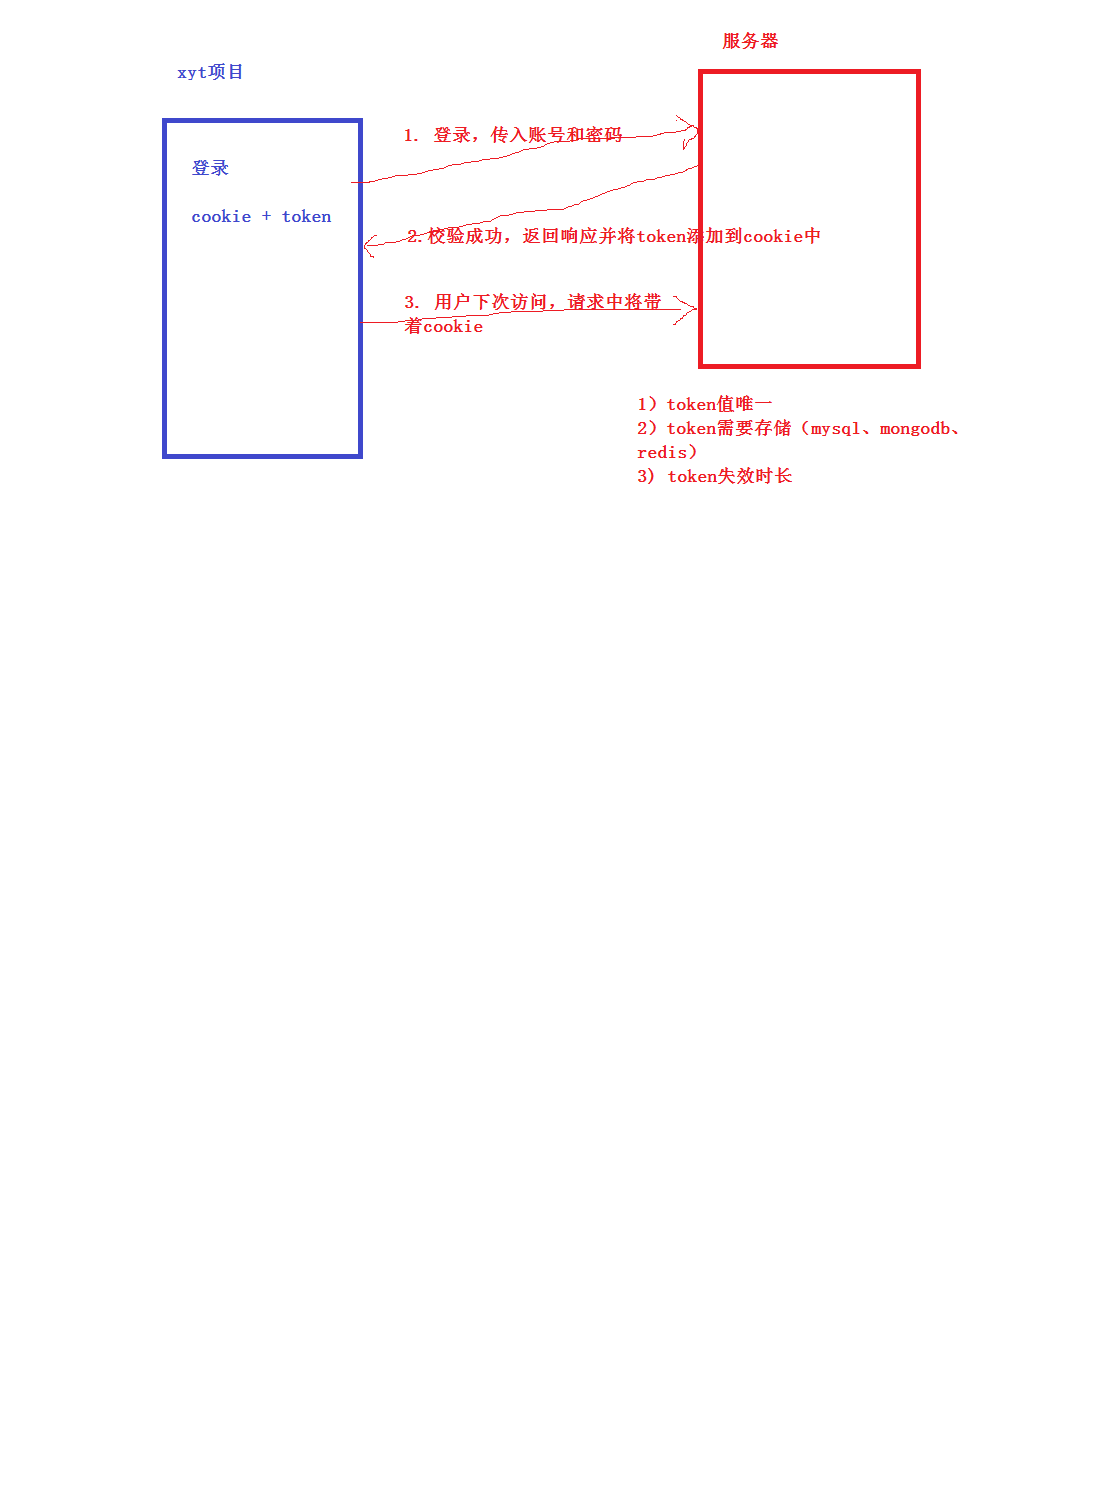 服务器
xyt项目
登录
cookie + token
1. 登录，传入账号和密码
2.校验成功，返回响应并将token添加到cookie中
3. 用户下次访问，请求中将带
着cookie
1）token值唯一
2）token需要存储（mysql、mongodb、
redis）
3) token失效时长